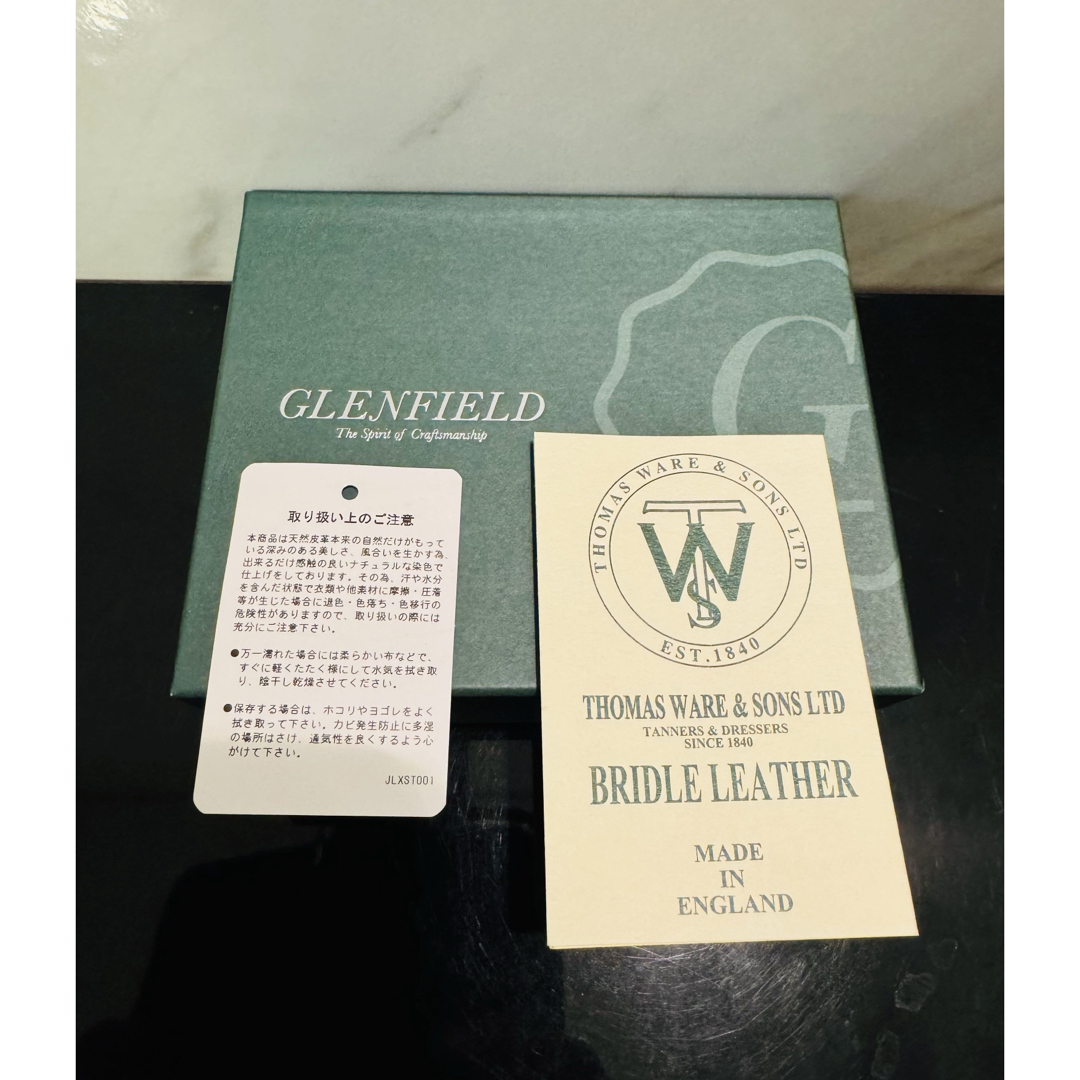 GLENFIELD
The Spirit of Craftsmanship
G
取り扱い上のご注意
本商品は天然皮革本来の自然だけがもって
いる深みのある美しさ、風合いを生かす為、
出来るだけ感触の良いナチュラルな染色で
仕上げをしております。その為、汗や水分
を含んだ状態で衣類や他素材に摩擦・圧着
等が生じた場合に退色・色落ち・色移行の
危険性がありますので、取り扱いの際には
充分にご注意下さい。
●万一濡れた場合には柔らかい布などで、
すぐに軽くたたく様にして水気を拭き取
り、陰干し乾燥させてください。
●保存する場合は、ホコリやヨゴレをよく
拭き取って下さい。カビ発生防止に多湿
の場所はさけ、通気性を良くするよう心
がけて下さい。
JLXST001
THOMAS WARE & SONS LTD
TWS
EST.1840
THOMAS WARE & SONS LTD
TANNERS & DRESSERS
SINCE 1840
BRIDLE LEATHER
MADE
IN
ENGLAND